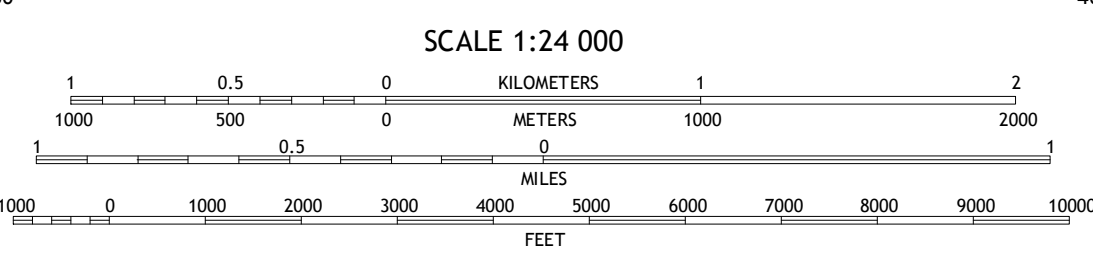 SCALE 1:24 000
1 0.5 0 KILOMETERS 1 2
1000 500 0 METERS 1000 2000
1 0.5 0 1
MILES
1000 0 1000 2000 3000 4000 5000 6000 7000 8000 9000 10000
FEET